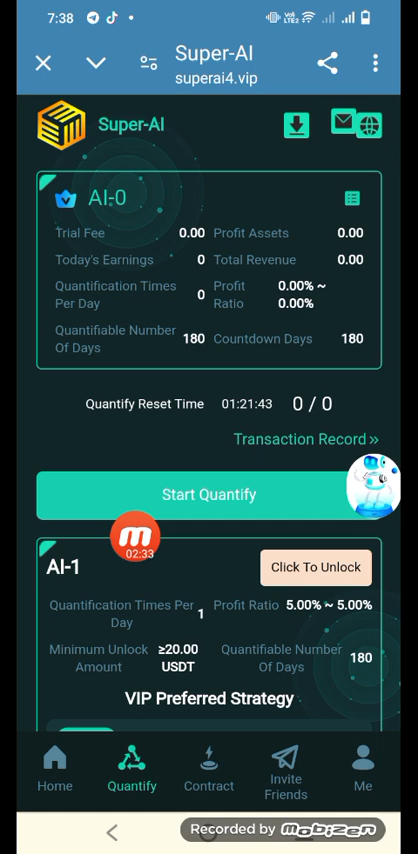 7:38
Vo)
LTE2
Super-AI
superai4.vip
Super-AI
AI-0
Trial Fee 0.00 Profit Assets 0.00
Today's Earnings 0 Total Revenue 0.00
Quantification Times Per Day 0 Profit Ratio 0.00% ~ 0.00%
Quantifiable Number Of Days 180 Countdown Days 180
Quantify Reset Time 01:21:43 0 / 0
Transaction Record »
Start Quantify
02:33
AI-1 Click To Unlock
Quantification Times Per Day 1 Profit Ratio 5.00% ~ 5.00%
Minimum Unlock Amount ≥20.00 USDT Quantifiable Number Of Days 180
VIP Preferred Strategy
Home Quantify Contract Invite Friends Me
Recorded by mobizen